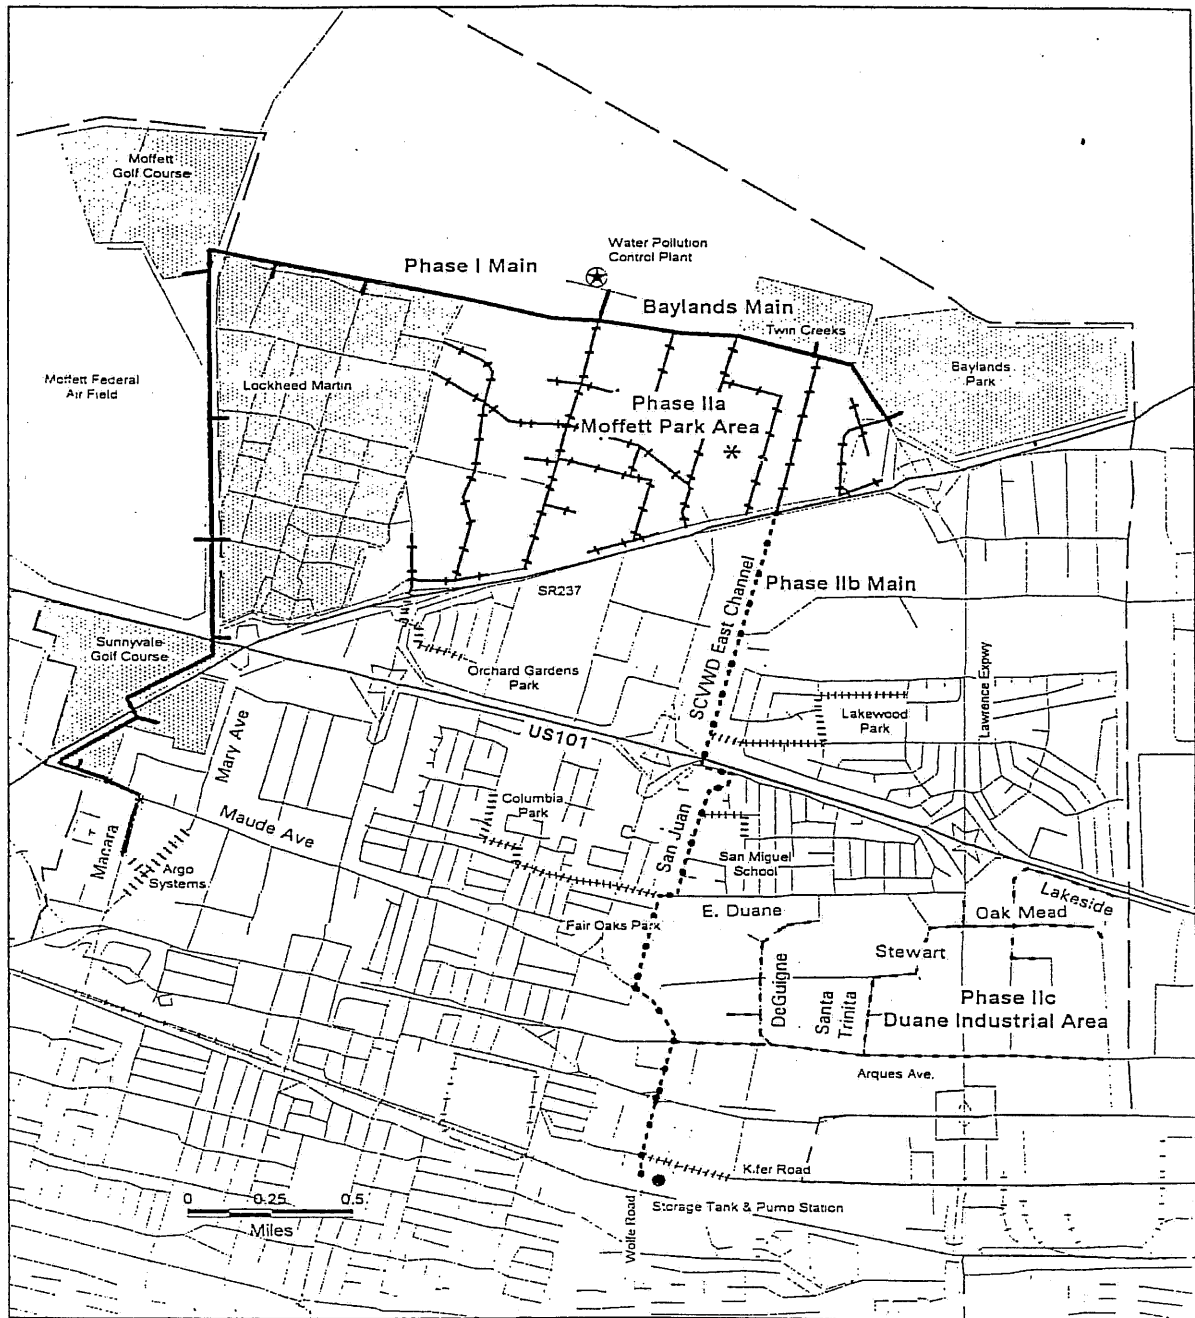 Moffett
Golf Course
Water Pollution
Control Plant
Phase I Main
Baylands Main
Twin Creeks
Moffett Federal
Air Field
Lockheed Martin
Baylands
Park
Phase IIa
Moffett Park Area
SR237
SCVWD East Channel
Phase IIb Main
Sunnyvale
Golf Course
Orchard Gardens
Park
Lawrence Expwy
Lakewood
Park
Mary Ave
US101
Columbia
Park
Maude Ave
San Juan
Macara
Argo
Systems
San Miguel
School
Lakeside
E. Duane
Oak Mead
Fair Oaks Park
Stewart
DeGuigne
Santa
Trinita
Phase IIc
Duane Industrial Area
Arques Ave.
Kifer Road
0 0.25 0.5
Miles
Storage Tank & Pump Station
Wolfe Road